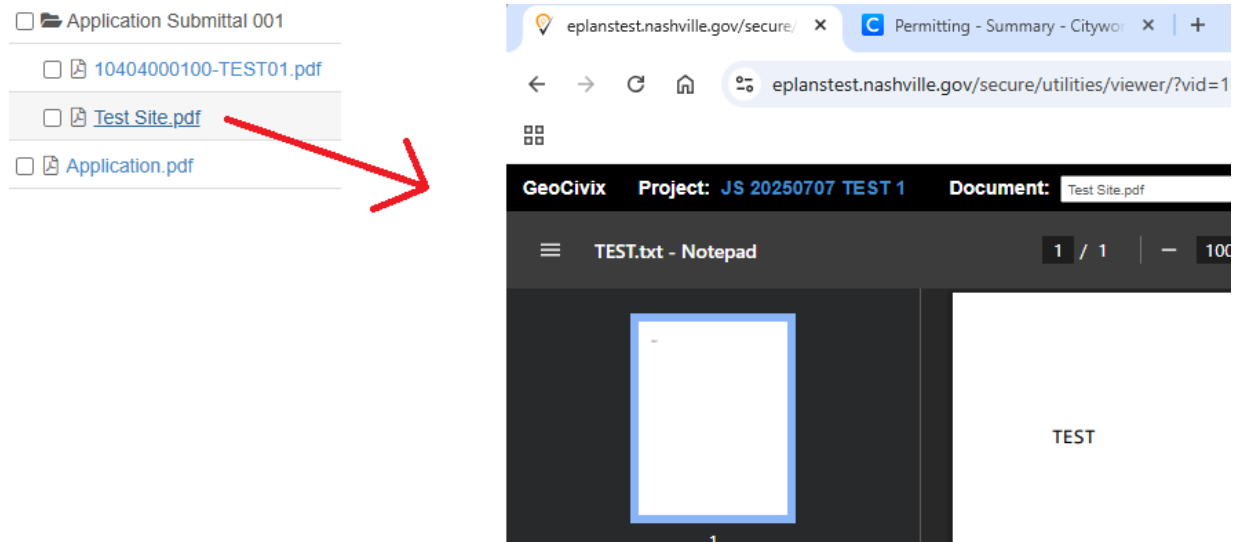 Application Submittal 001
10404000100-TEST01.pdf
Test Site.pdf
Application.pdf
eplanstest.nashville.gov/secure/
Permitting - Summary - Citywor
eplanstest.nashville.gov/secure/utilities/viewer/?vid=1
GeoCivix Project: JS 20250707 TEST 1 Document: Test Site.pdf
TEST.txt - Notepad 1 / 1 100
1
TEST